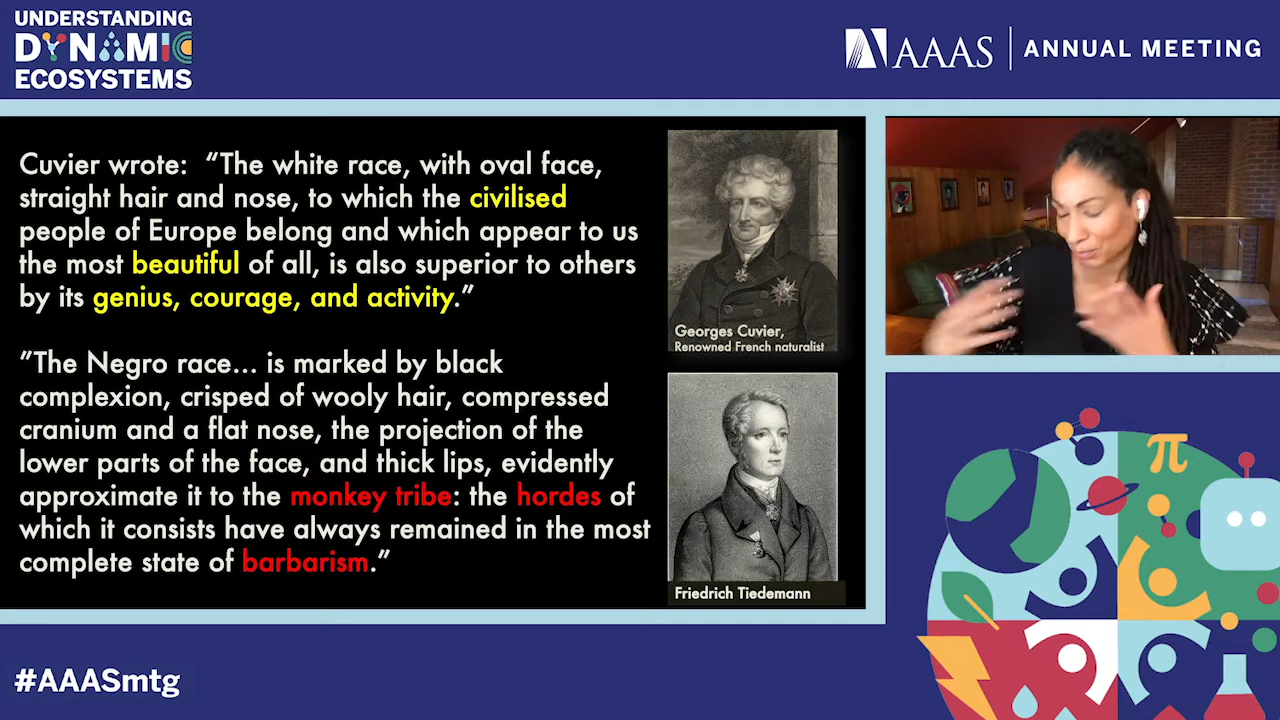 UNDERSTANDING
DYNAMIC
ECOSYSTEMS
AAAS ANNUAL MEETING
Cuvier wrote: “The white race, with oval face,
straight hair and nose, to which the civilised
people of Europe belong and which appear to us
the most beautiful of all, is also superior to others
by its genius, courage, and activity.”
”The Negro race... is marked by black
complexion, crisped of wooly hair, compressed
cranium and a flat nose, the projection of the
lower parts of the face, and thick lips, evidently
approximate it to the monkey tribe: the hordes of
which it consists have always remained in the most
complete state of barbarism.”
Georges Cuvier,
Renowned French naturalist
Friedrich Tiedemann
π
#AAASmtg